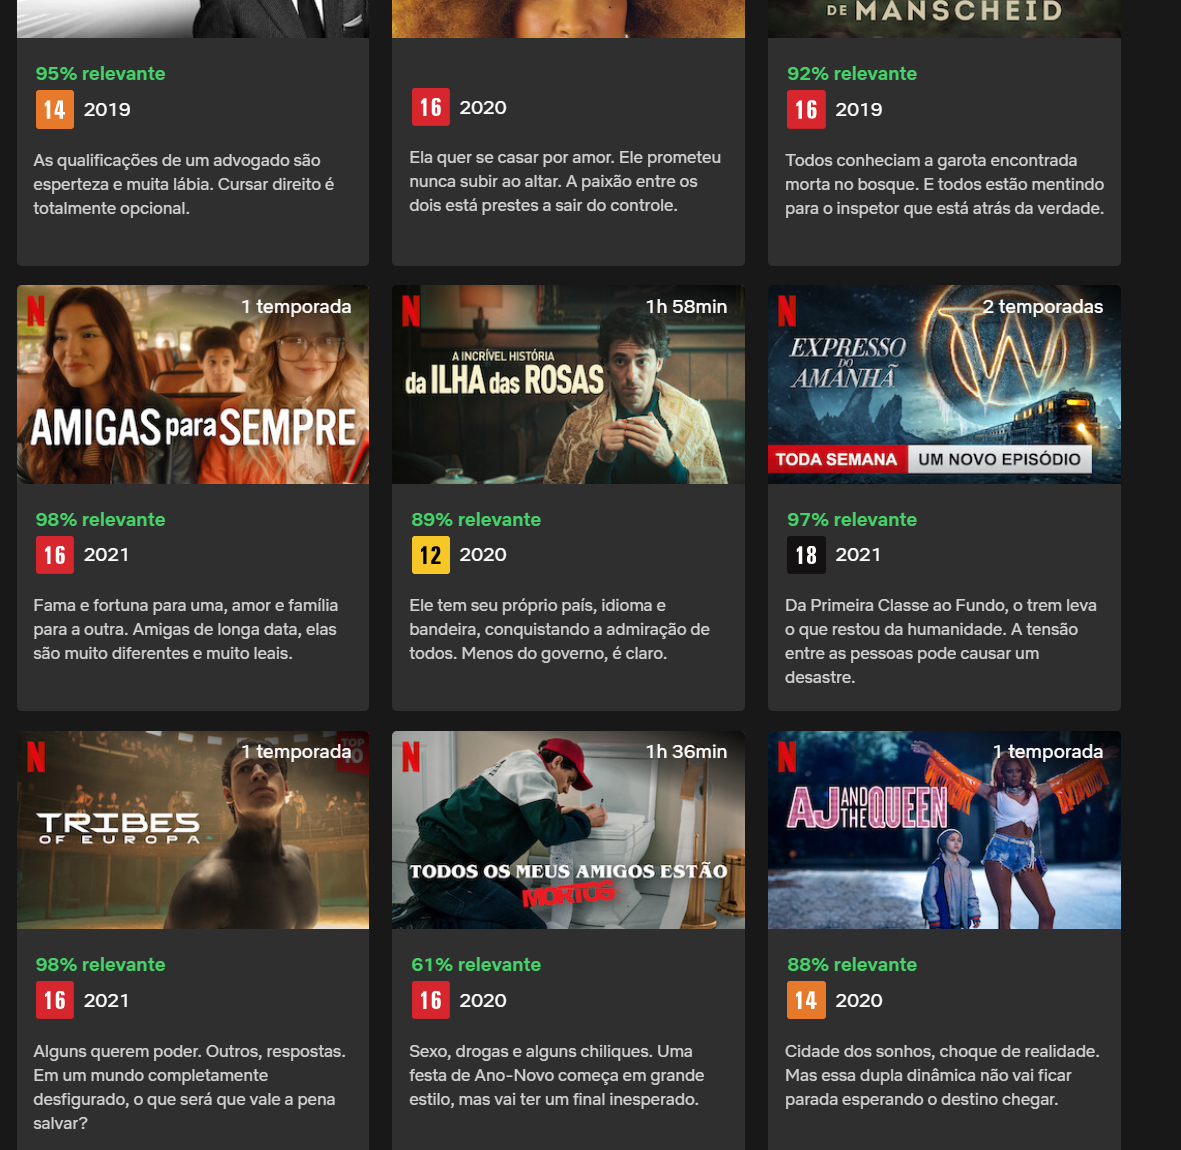 DE MANSCHEID
95% relevante
14 2019
As qualificações de um advogado são
esperteza e muita lábia. Cursar direito é
totalmente opcional.
16 2020
Ela quer se casar por amor. Ele prometeu
nunca subir ao altar. A paixão entre os
dois está prestes a sair do controle.
92% relevante
16 2019
Todos conheciam a garota encontrada
morta no bosque. E todos estão mentindo
para o inspetor que está atrás da verdade.
N
1 temporada
AMIGAS para SEMPRE
98% relevante
16 2021
Fama e fortuna para uma, amor e família
para a outra. Amigas de longa data, elas
são muito diferentes e muito leais.
N
1h 58min
A INCRÍVEL HISTÓRIA
da ILHA das ROSAS
89% relevante
12 2020
Ele tem seu próprio país, idioma e
bandeira, conquistando a admiração de
todos. Menos do governo, é claro.
N
2 temporadas
W
EXPRESSO
DO
AMANHÃ
TODA SEMANA UM NOVO EPISÓDIO
97% relevante
18 2021
Da Primeira Classe ao Fundo, o trem leva
o que restou da humanidade. A tensão
entre as pessoas pode causar um
desastre.
N
1 temporada
TOP
10
TRIBES
OF EUROPA
98% relevante
16 2021
Alguns querem poder. Outros, respostas.
Em um mundo completamente
desfigurado, o que será que vale a pena
salvar?
N
1h 36min
TODOS OS MEUS AMIGOS ESTÃO
MORTOS
61% relevante
16 2020
Sexo, drogas e alguns chiliques. Uma
festa de Ano-Novo começa em grande
estilo, mas vai ter um final inesperado.
N
1 temporada
AJ AND THE QUEEN
88% relevante
14 2020
Cidade dos sonhos, choque de realidade.
Mas essa dupla dinâmica não vai ficar
parada esperando o destino chegar.